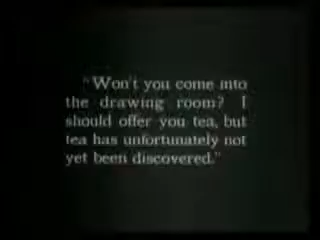 "Won't you come into
the drawing room? I
should offer you tea, but
tea has unfortunately not
yet been discovered."